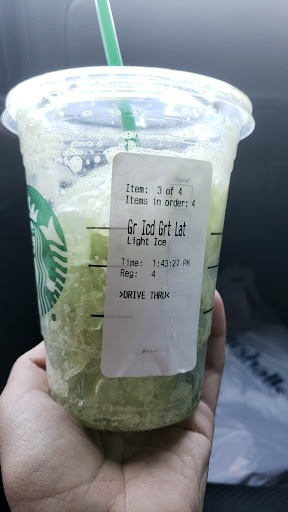 Item: 3 of 4
Items in order: 4
Gr Icd Grt Lat
Light Ice
Time: 1:43:27 PM
Reg: 4
>DRIVE THRU<